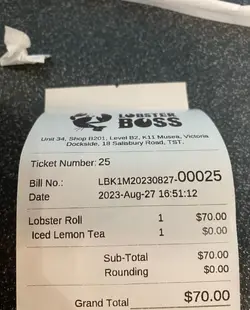 LOBSTER
BOSS
Unit 34, Shop B201, Level B2, K11 Musea, Victoria
Dockside, 18 Salisbury Road, TST.
Ticket Number: 25
Bill No.: LBK1M20230827-00025
Date 2023-Aug-27 16:51:12
Lobster Roll 1 $70.00
Iced Lemon Tea 1 $0.00
Sub-Total $70.00
Rounding $0.00
Grand Total $70.00